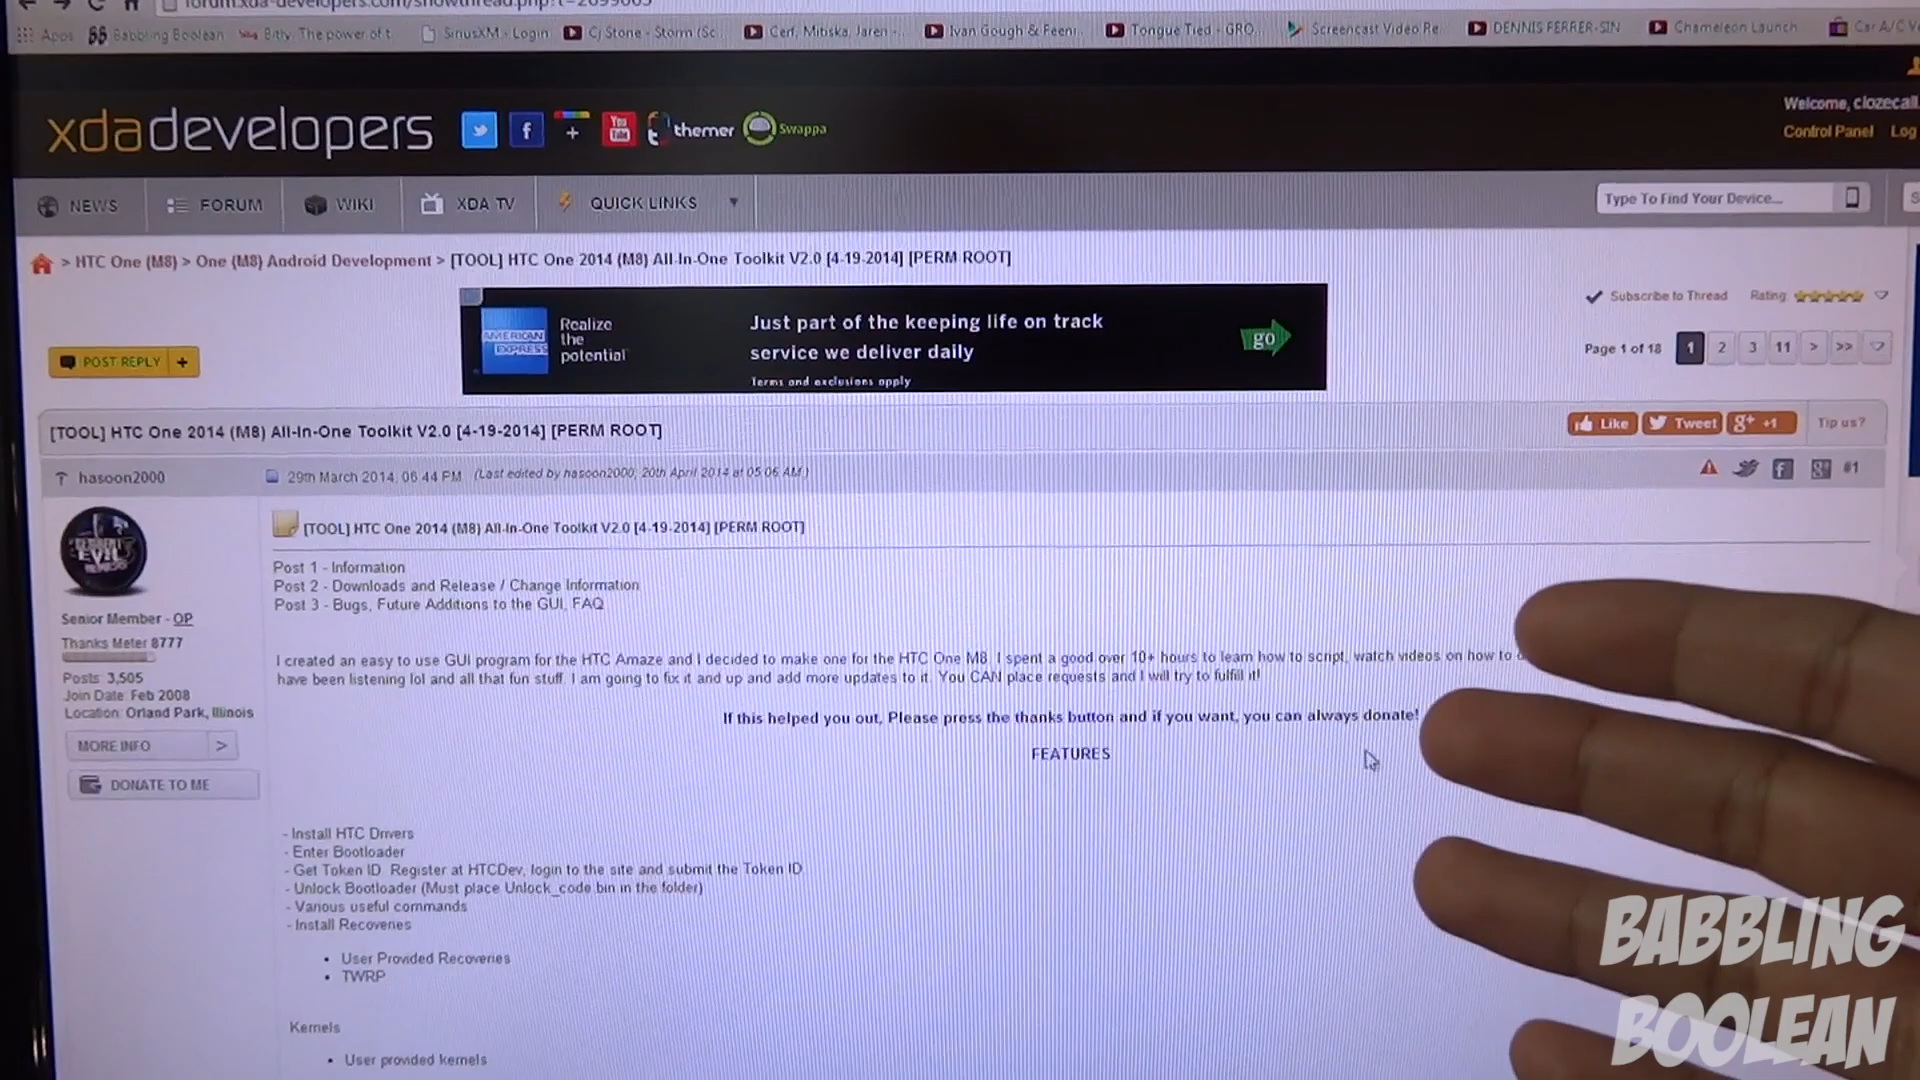 Apps Babbling Boolean Bitly. The power of t SiriusXM - Login Cj Stone - Storm (Sc Cerf, Mitiska, Jaren - Ivan Gough & Feeni Tongue Tied - GRO Screencast Video Re DENNIS FERRER-SIN Chameleon Launch Car A/C V
xdadevelopers
f
+
You Tube
themer
Swappa
Welcome, clozecall
Control Panel Log
NEWS FORUM WIKI XDA TV QUICK LINKS
Type To Find Your Device...
> HTC One (M8) > One (M8) Android Development > [TOOL] HTC One 2014 (M8) All-In-One Toolkit V2.0 [4-19-2014] [PERM ROOT]
AMERICAN EXPRESS
Realize
the
potential
Just part of the keeping life on track
service we deliver daily
Terms and exclusions apply
go
Subscribe to Thread Rating:
POST REPLY +
Page 1 of 18 1 2 3 11 > >>
[TOOL] HTC One 2014 (M8) All-In-One Toolkit V2.0 [4-19-2014] [PERM ROOT]
Like Tweet g+ +1 Tip us?
hasoon2000
29th March 2014, 06:44 PM (Last edited by hasoon2000; 20th April 2014 at 05:06 AM.)
#1
[TOOL] HTC One 2014 (M8) All-In-One Toolkit V2.0 [4-19-2014] [PERM ROOT]
Senior Member - OP
Thanks Meter 8777
Posts: 3,505
Join Date: Feb 2008
Location: Orland Park, Illinois
MORE INFO >
DONATE TO ME
Post 1 - Information
Post 2 - Downloads and Release / Change Information
Post 3 - Bugs, Future Additions to the GUI, FAQ
I created an easy to use GUI program for the HTC Amaze and I decided to make one for the HTC One M8. I spent a good over 10+ hours to learn how to script, watch videos on how to
have been listening lol and all that fun stuff. I am going to fix it and up and add more updates to it. You CAN place requests and I will try to fulfill it!
If this helped you out, Please press the thanks button and if you want, you can always donate!
FEATURES
- Install HTC Drivers
- Enter Bootloader
- Get Token ID Register at HTCDev, login to the site and submit the Token ID
- Unlock Bootloader (Must place Unlock_code.bin in the folder)
- Various useful commands
- Install Recoveries
• User Provided Recoveries
• TWRP
Kernels
• User provided kernels
BABBLING
BOOLEAN